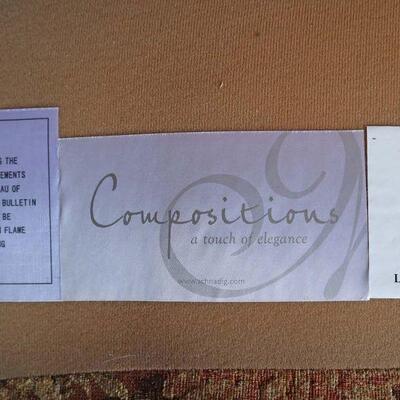 G THE
EMENTS
AU OF
BULLETIN
BE
FLAME
Compositions
a touch of elegance
www.schnadig.com
L